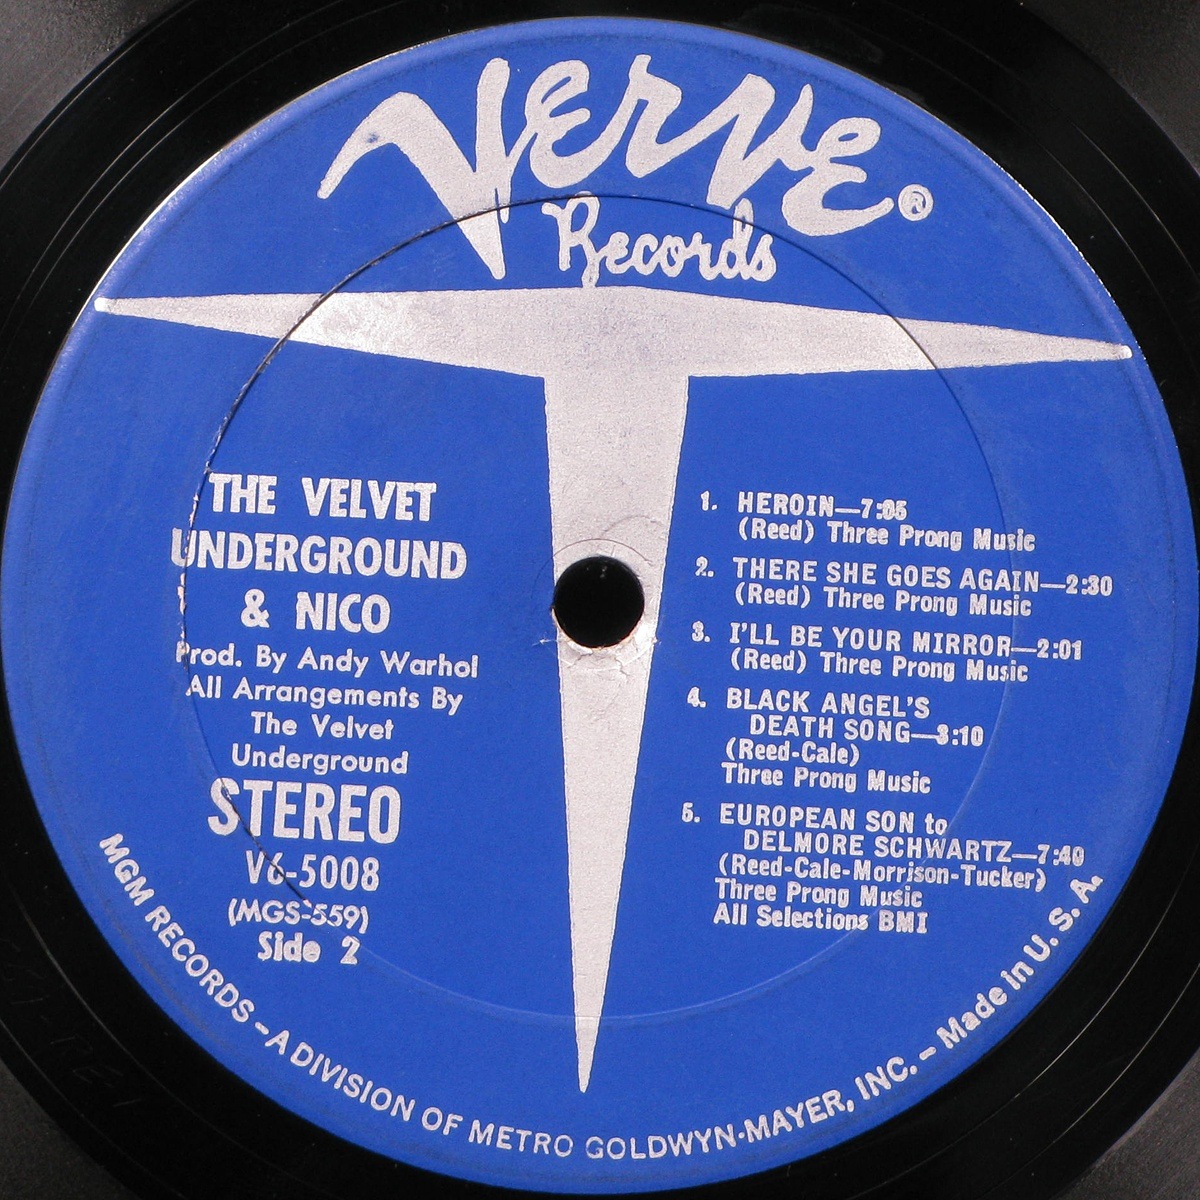 Verve®
Records
THE VELVET
UNDERGROUND
& NICO
Prod. By Andy Warhol
All Arrangements By
The Velvet
Underground
STEREO
V6-5008
(MGS-559)
Side 2
1. HEROIN—7:05
(Reed) Three Prong Music
2. THERE SHE GOES AGAIN—2:30
(Reed) Three Prong Music
3. I'LL BE YOUR MIRROR—2:01
(Reed) Three Prong Music
4. BLACK ANGEL'S
DEATH SONG—3:10
(Reed-Cale)
Three Prong Music
5. EUROPEAN SON to
DELMORE SCHWARTZ—7:40
(Reed-Cale-Morrison-Tucker)
Three Prong Music
All Selections BMI
MGM RECORDS – A DIVISION OF METRO GOLDWYN-MAYER, INC. – Made in U. S. A.